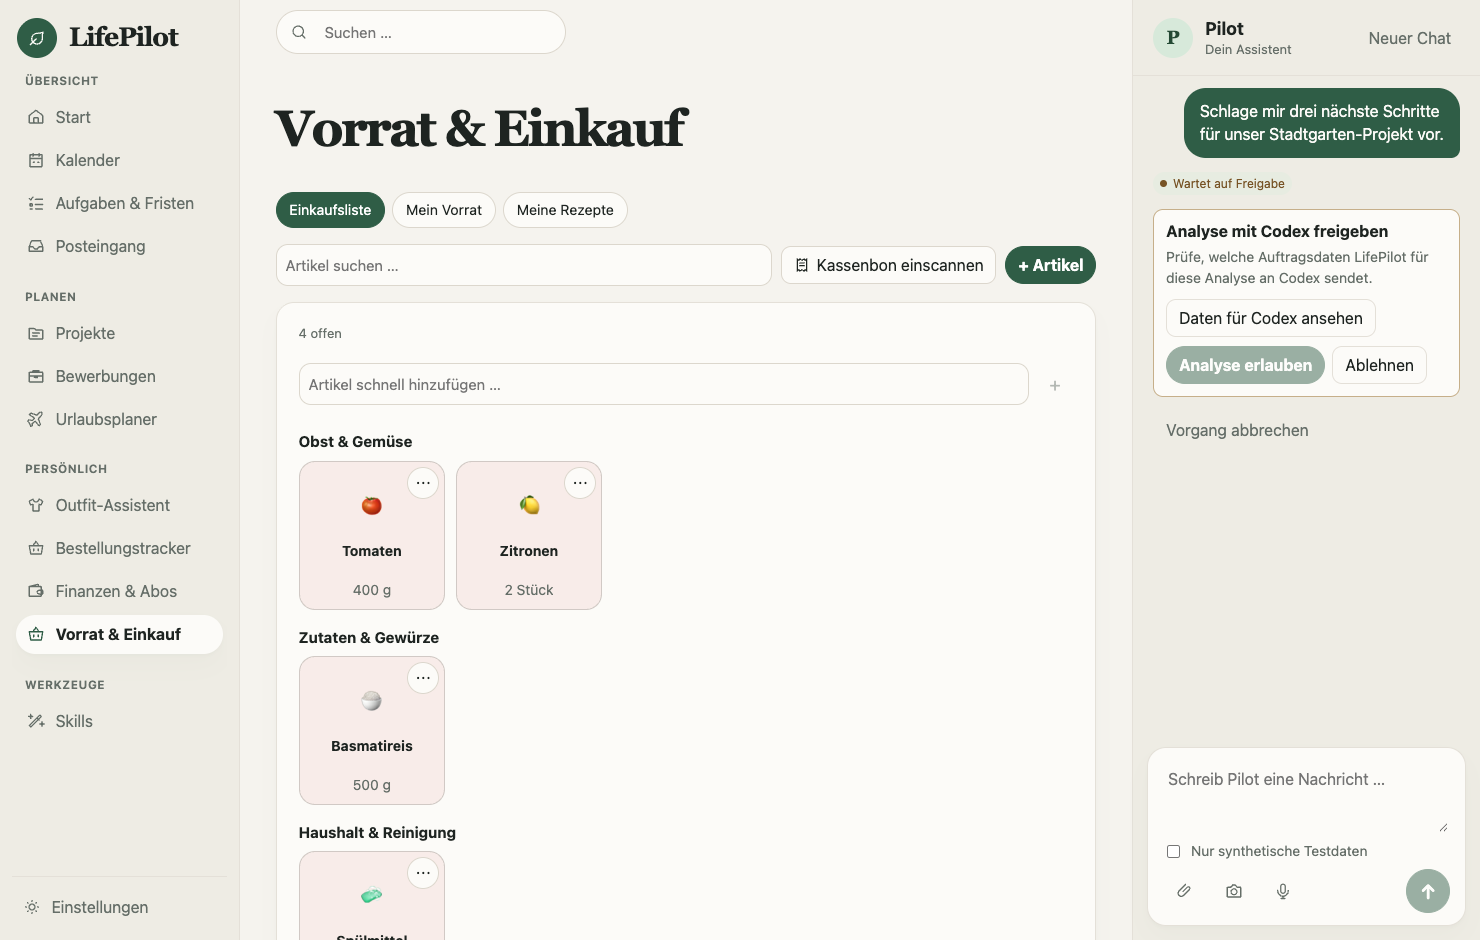 LifePilot
ÜBERSICHT
Start
Kalender
Aufgaben & Fristen
Posteingang
PLANEN
Projekte
Bewerbungen
Urlaubsplaner
PERSÖNLICH
Outfit-Assistent
Bestellungstracker
Finanzen & Abos
Vorrat & Einkauf
WERKZEUGE
Skills
Einstellungen
Suchen ...
Vorrat & Einkauf
Einkaufsliste
Mein Vorrat
Meine Rezepte
Artikel suchen ...
Kassenbon einscannen
+ Artikel
4 offen
Artikel schnell hinzufügen ...
+
Obst & Gemüse
Tomaten
400 g
Zitronen
2 Stück
Zutaten & Gewürze
Basmatireis
500 g
Haushalt & Reinigung
Spülmittel
P
Pilot
Dein Assistent
Neuer Chat
Schlage mir drei nächste Schritte
für unser Stadtgarten-Projekt vor.
Wartet auf Freigabe
Analyse mit Codex freigeben
Prüfe, welche Auftragsdaten LifePilot für
diese Analyse an Codex sendet.
Daten für Codex ansehen
Analyse erlauben
Ablehnen
Vorgang abbrechen
Schreib Pilot eine Nachricht ...
Nur synthetische Testdaten